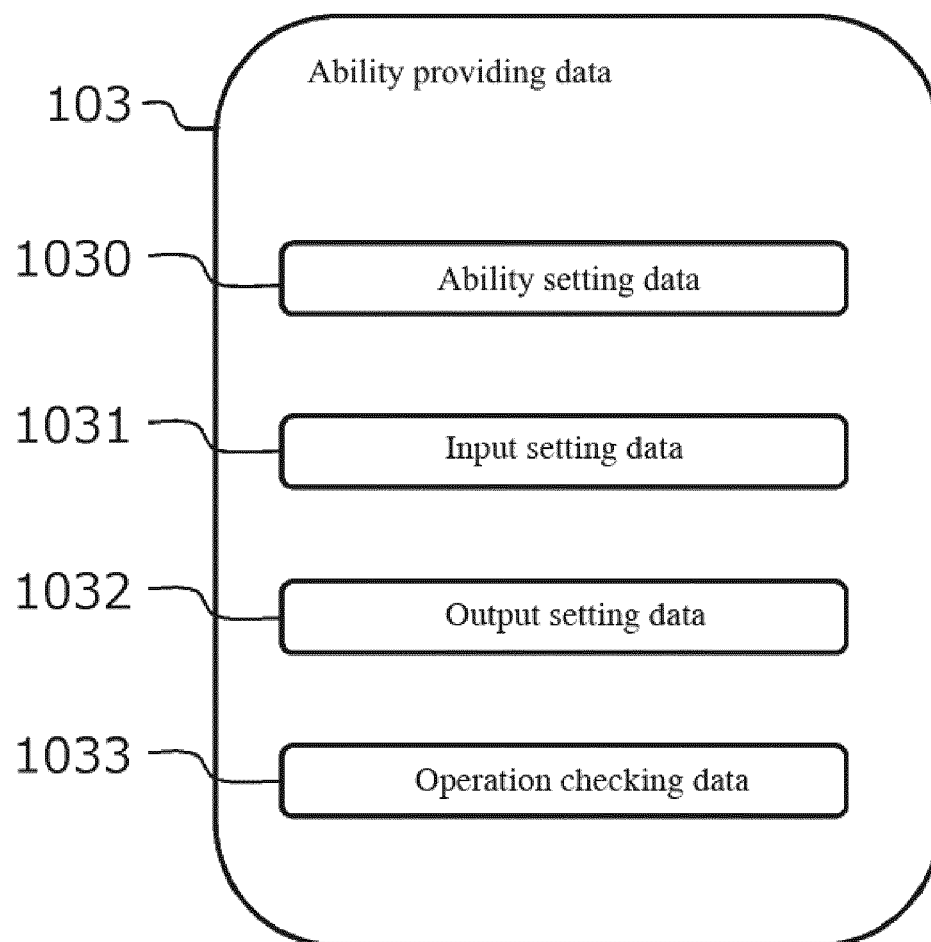 Ability providing data
103
1030
Ability setting data
1031
Input setting data
1032
Output setting data
1033
Operation checking data